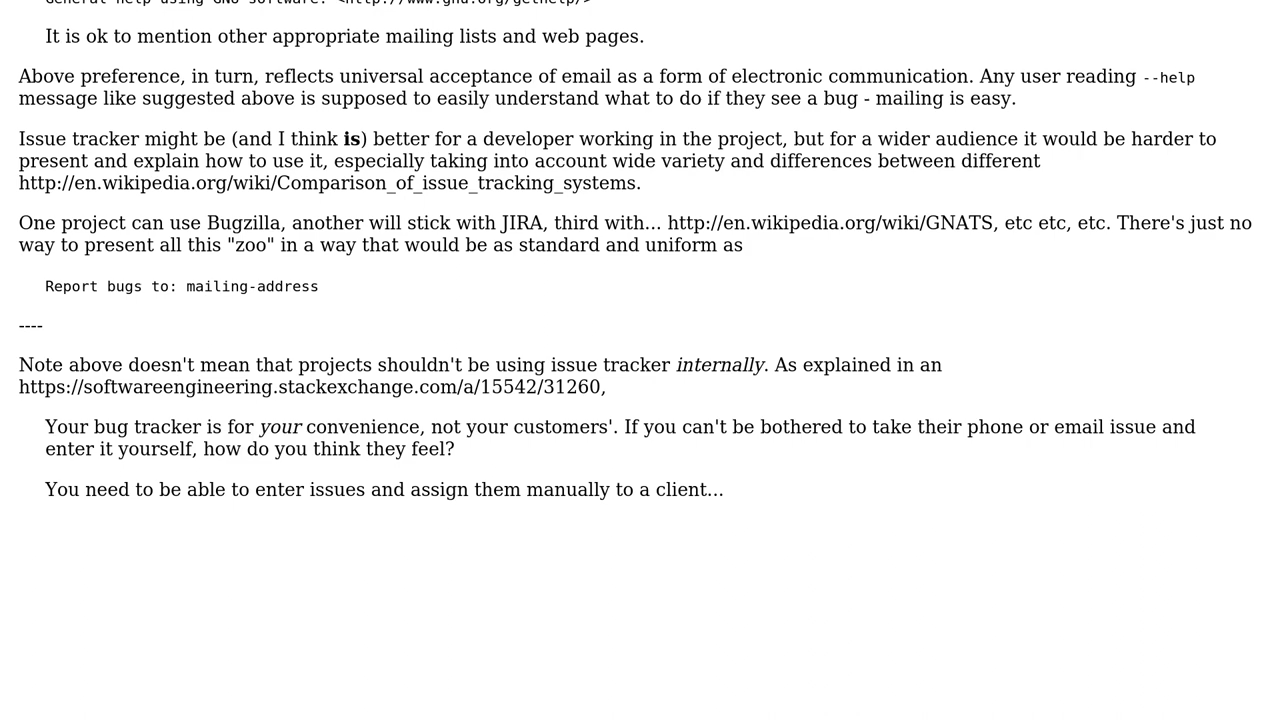 General help using GNU software: <http://www.gnu.org/gethelp/>
It is ok to mention other appropriate mailing lists and web pages.
Above preference, in turn, reflects universal acceptance of email as a form of electronic communication. Any user reading --help
message like suggested above is supposed to easily understand what to do if they see a bug - mailing is easy.
Issue tracker might be (and I think is) better for a developer working in the project, but for a wider audience it would be harder to
present and explain how to use it, especially taking into account wide variety and differences between different
http://en.wikipedia.org/wiki/Comparison_of_issue_tracking_systems.
One project can use Bugzilla, another will stick with JIRA, third with... http://en.wikipedia.org/wiki/GNATS, etc etc, etc. There's just no
way to present all this "zoo" in a way that would be as standard and uniform as
Report bugs to: mailing-address
----
Note above doesn't mean that projects shouldn't be using issue tracker internally. As explained in an
https://softwareengineering.stackexchange.com/a/15542/31260,
Your bug tracker is for your convenience, not your customers'. If you can't be bothered to take their phone or email issue and
enter it yourself, how do you think they feel?
You need to be able to enter issues and assign them manually to a client...